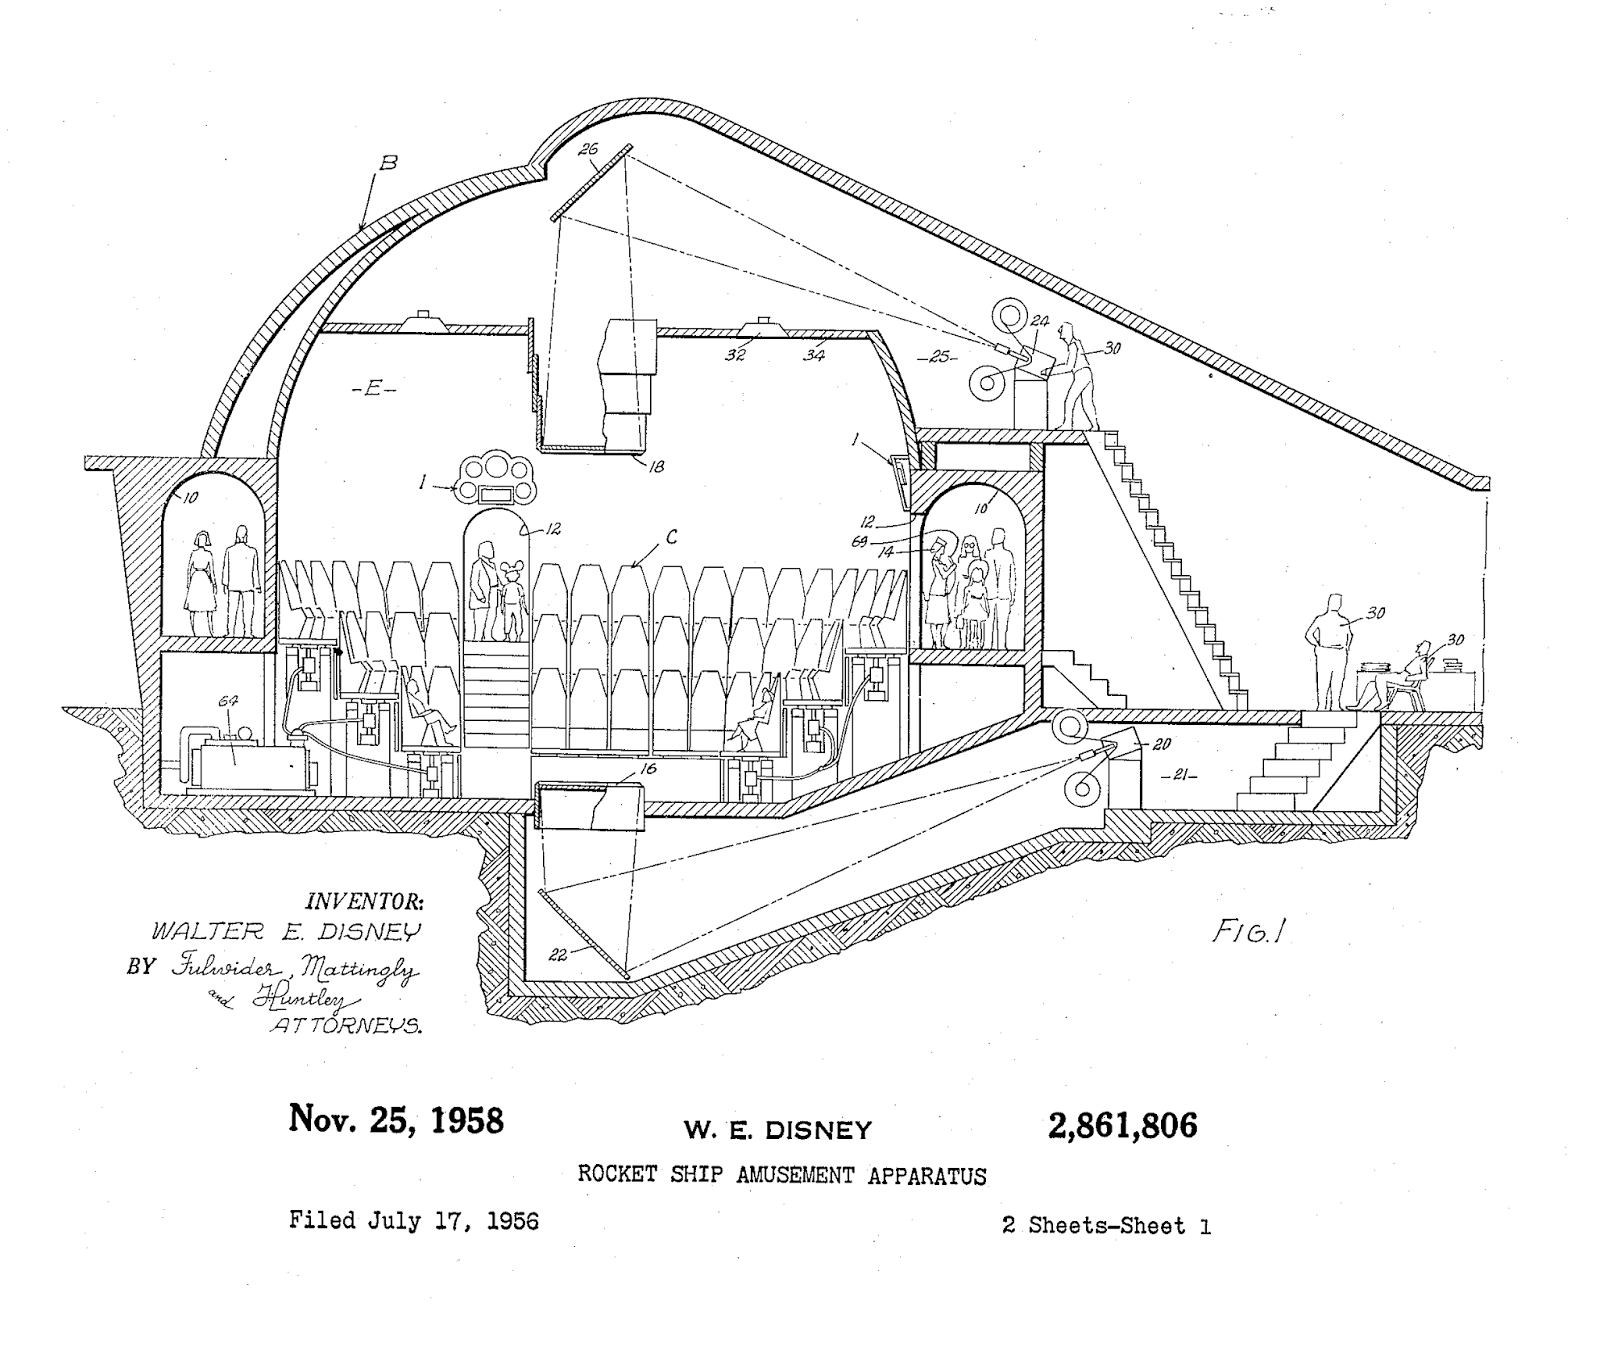 B
26
24
30
-25-
32
34
-E-
1
18
1
10
12
C
12
69
14
10
30
30
64
16
20
-21-
22
INVENTOR:
WALTER E. DISNEY
BY Fulwider, Mattingly
and Huntley
ATTORNEYS.
FIG.1
Nov. 25, 1958 W. E. DISNEY 2,861,806
ROCKET SHIP AMUSEMENT APPARATUS
Filed July 17, 1956 2 Sheets-Sheet 1